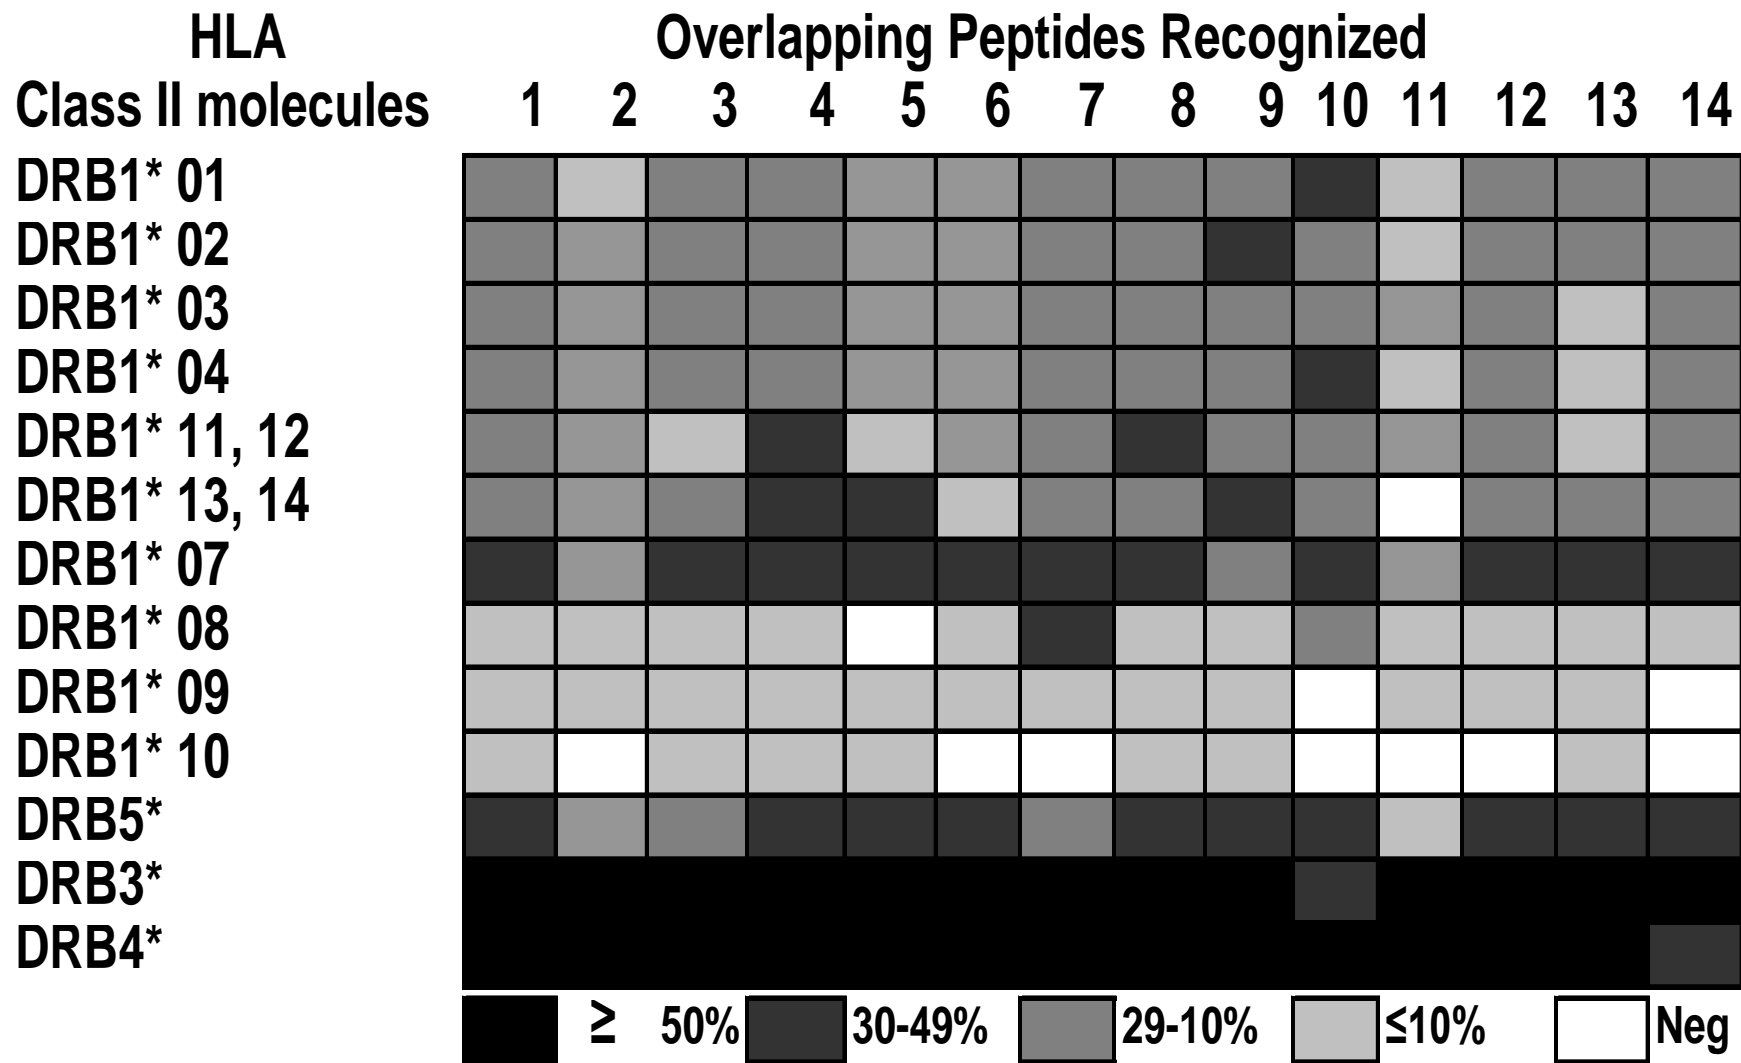 HLA Overlapping Peptides Recognized
Class II molecules 1 2 3 4 5 6 7 8 9 10 11 12 13 14
DRB1* 01
DRB1* 02
DRB1* 03
DRB1* 04
DRB1* 11, 12
DRB1* 13, 14
DRB1* 07
DRB1* 08
DRB1* 09
DRB1* 10
DRB5*
DRB3*
DRB4*
≥ 50% 30-49% 29-10% ≤10% Neg